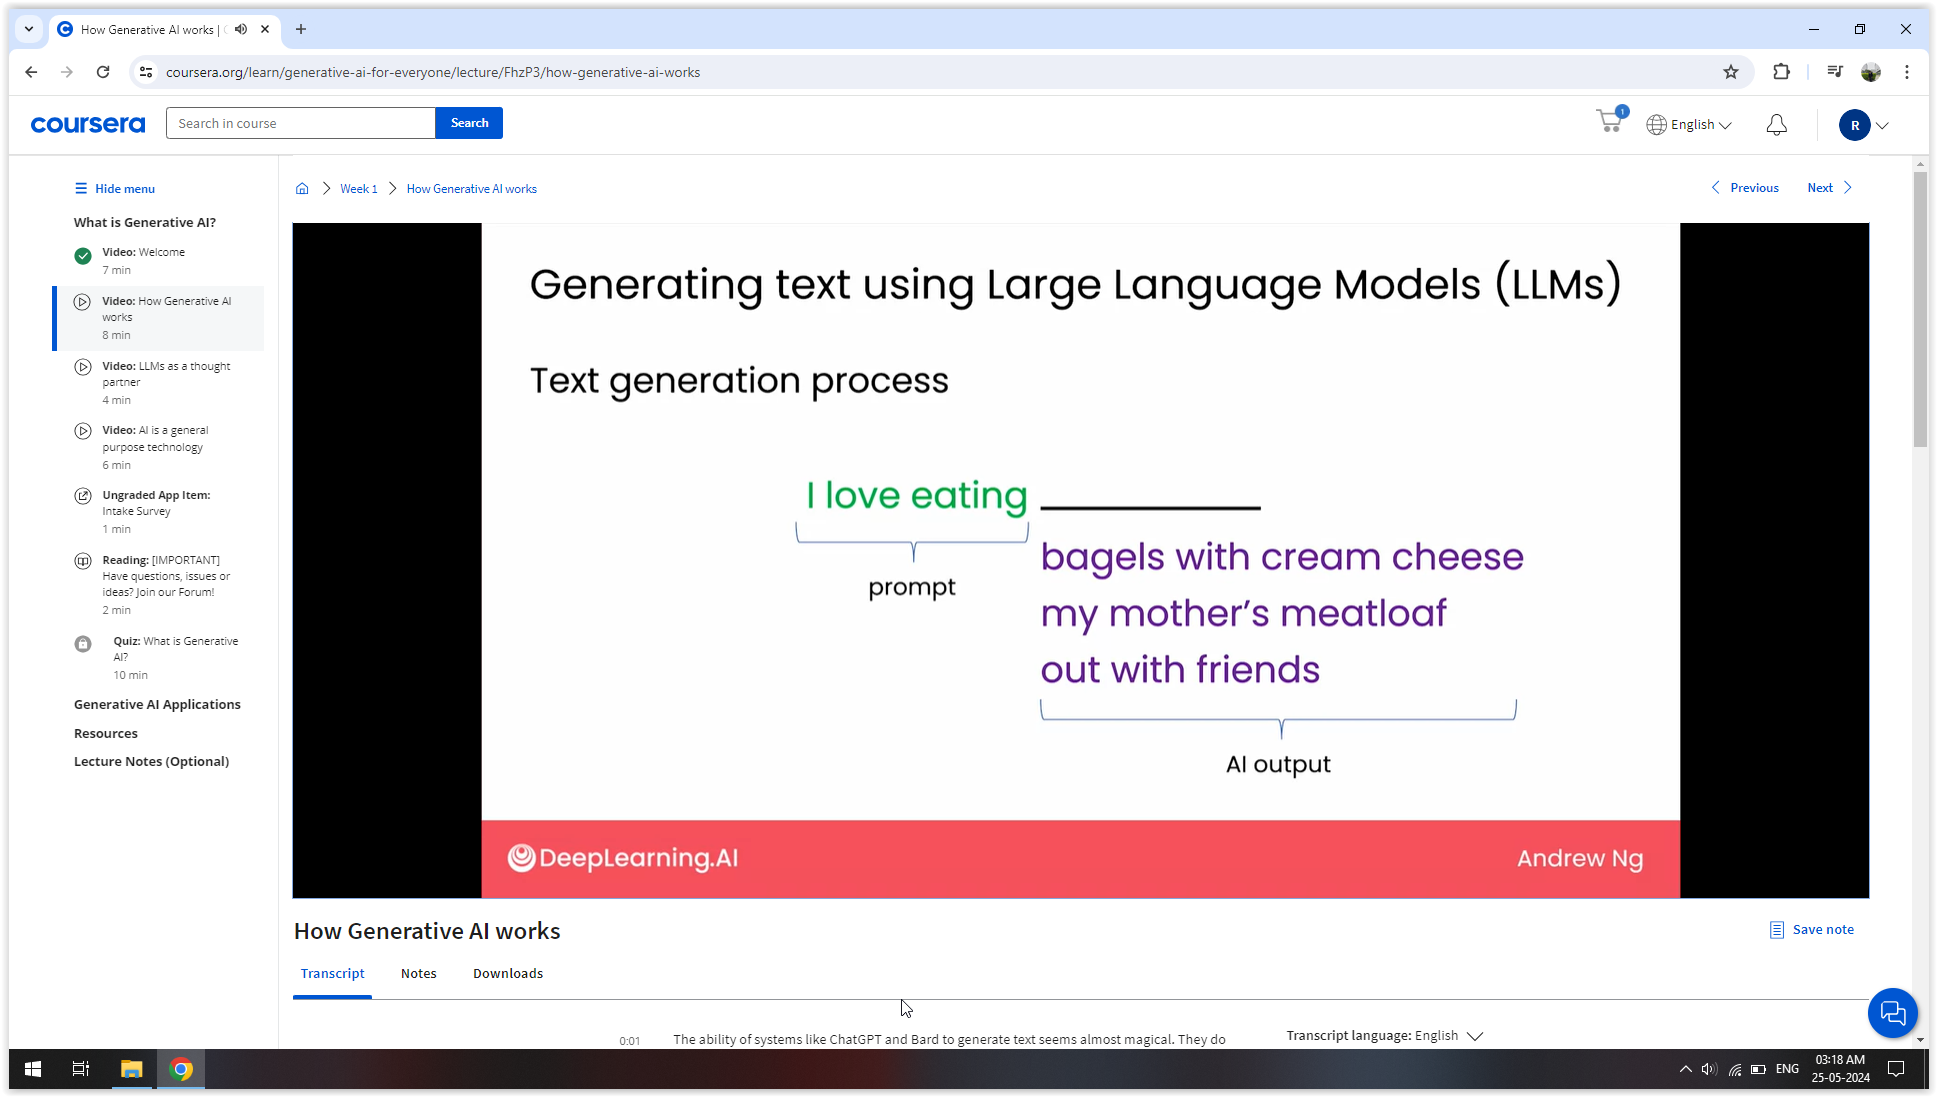 How Generative AI works |
coursera.org/learn/generative-ai-for-everyone/lecture/FhzP3/how-generative-ai-works
coursera
Search in course
Search
1
English
R
Hide menu
Week 1
How Generative AI works
Previous
Next
What is Generative AI?
Video: Welcome
7 min
Video: How Generative AI
works
8 min
Video: LLMs as a thought
partner
4 min
Video: AI is a general
purpose technology
6 min
Ungraded App Item:
Intake Survey
1 min
Reading: [IMPORTANT]
Have questions, issues or
ideas? Join our Forum!
2 min
Quiz: What is Generative
AI?
10 min
Generative AI Applications
Resources
Lecture Notes (Optional)
Generating text using Large Language Models (LLMs)
Text generation process
I love eating
prompt
bagels with cream cheese
my mother's meatloaf
out with friends
AI output
DeepLearning.AI
Andrew Ng
How Generative AI works
Save note
Transcript
Notes
Downloads
0:01
The ability of systems like ChatGPT and Bard to generate text seems almost magical. They do
Transcript language: English
ENG
03:18 AM
25-05-2024